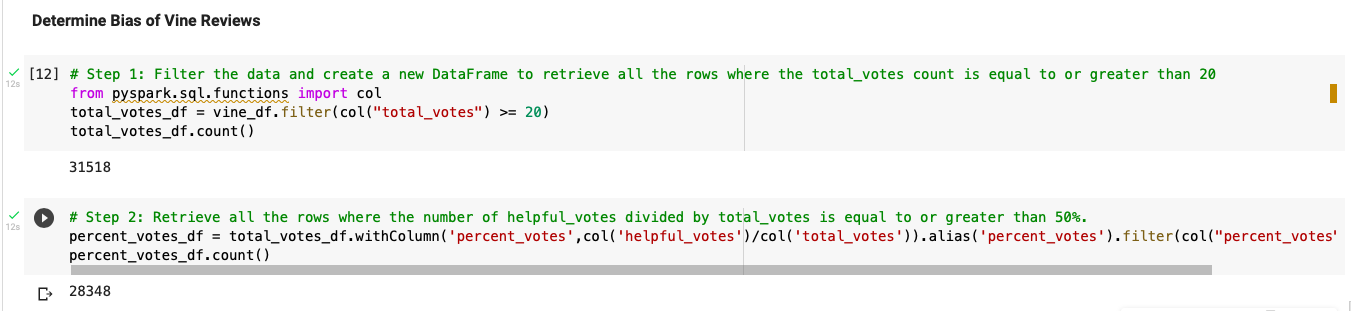 Determine Bias of Vine Reviews
[12] # Step 1: Filter the data and create a new DataFrame to retrieve all the rows where the total_votes count is equal to or greater than 20
12s
from pyspark.sql.functions import col
total_votes_df = vine_df.filter(col("total_votes") >= 20)
total_votes_df.count()
31518
# Step 2: Retrieve all the rows where the number of helpful_votes divided by total_votes is equal to or greater than 50%.
12s
percent_votes_df = total_votes_df.withColumn('percent_votes',col('helpful_votes')/col('total_votes')).alias('percent_votes').filter(col("percent_votes"
percent_votes_df.count()
28348